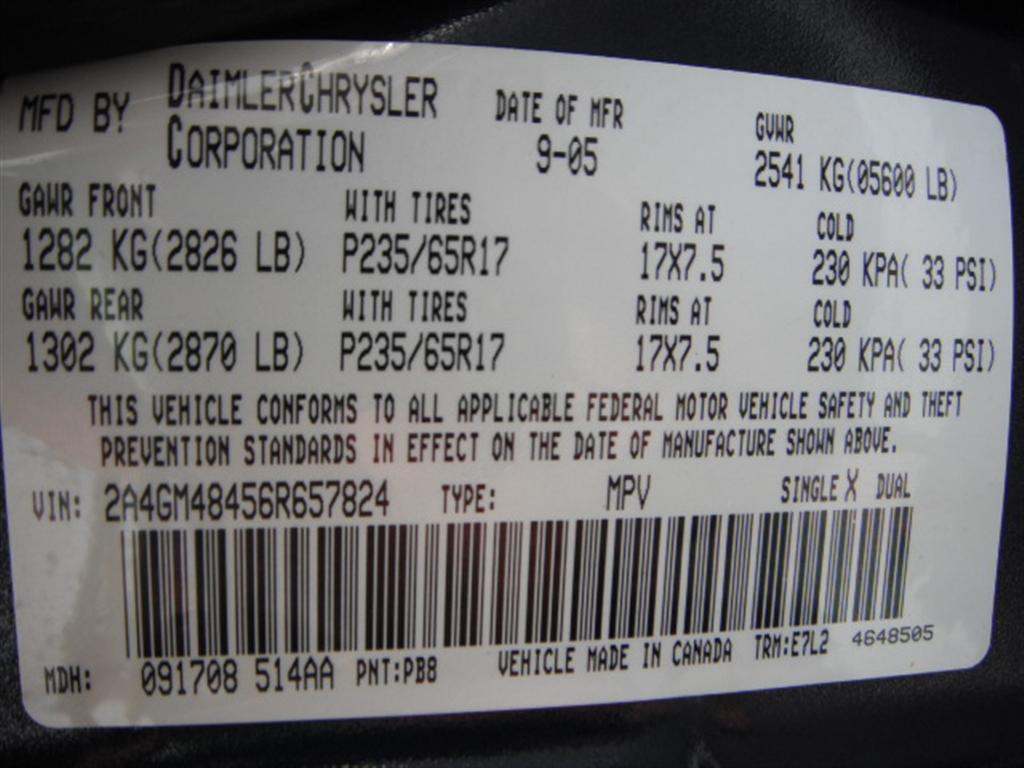 MFD BY DAIMLERCHRYSLER CORPORATION DATE OF MFR 9-05 GVWR 2541 KG(05600 LB)
GAWR FRONT WITH TIRES RIMS AT COLD
1282 KG(2826 LB) P235/65R17 17X7.5 230 KPA( 33 PSI)
GAWR REAR WITH TIRES RIMS AT COLD
1302 KG(2870 LB) P235/65R17 17X7.5 230 KPA( 33 PSI)
THIS VEHICLE CONFORMS TO ALL APPLICABLE FEDERAL MOTOR VEHICLE SAFETY AND THEFT
PREVENTION STANDARDS IN EFFECT ON THE DATE OF MANUFACTURE SHOWN ABOVE.
VIN: 2A4GM48456R657824 TYPE: MPV SINGLE X DUAL
MDH: 091708 514AA PNT:PB8 VEHICLE MADE IN CANADA TRM:E7L2 4648505